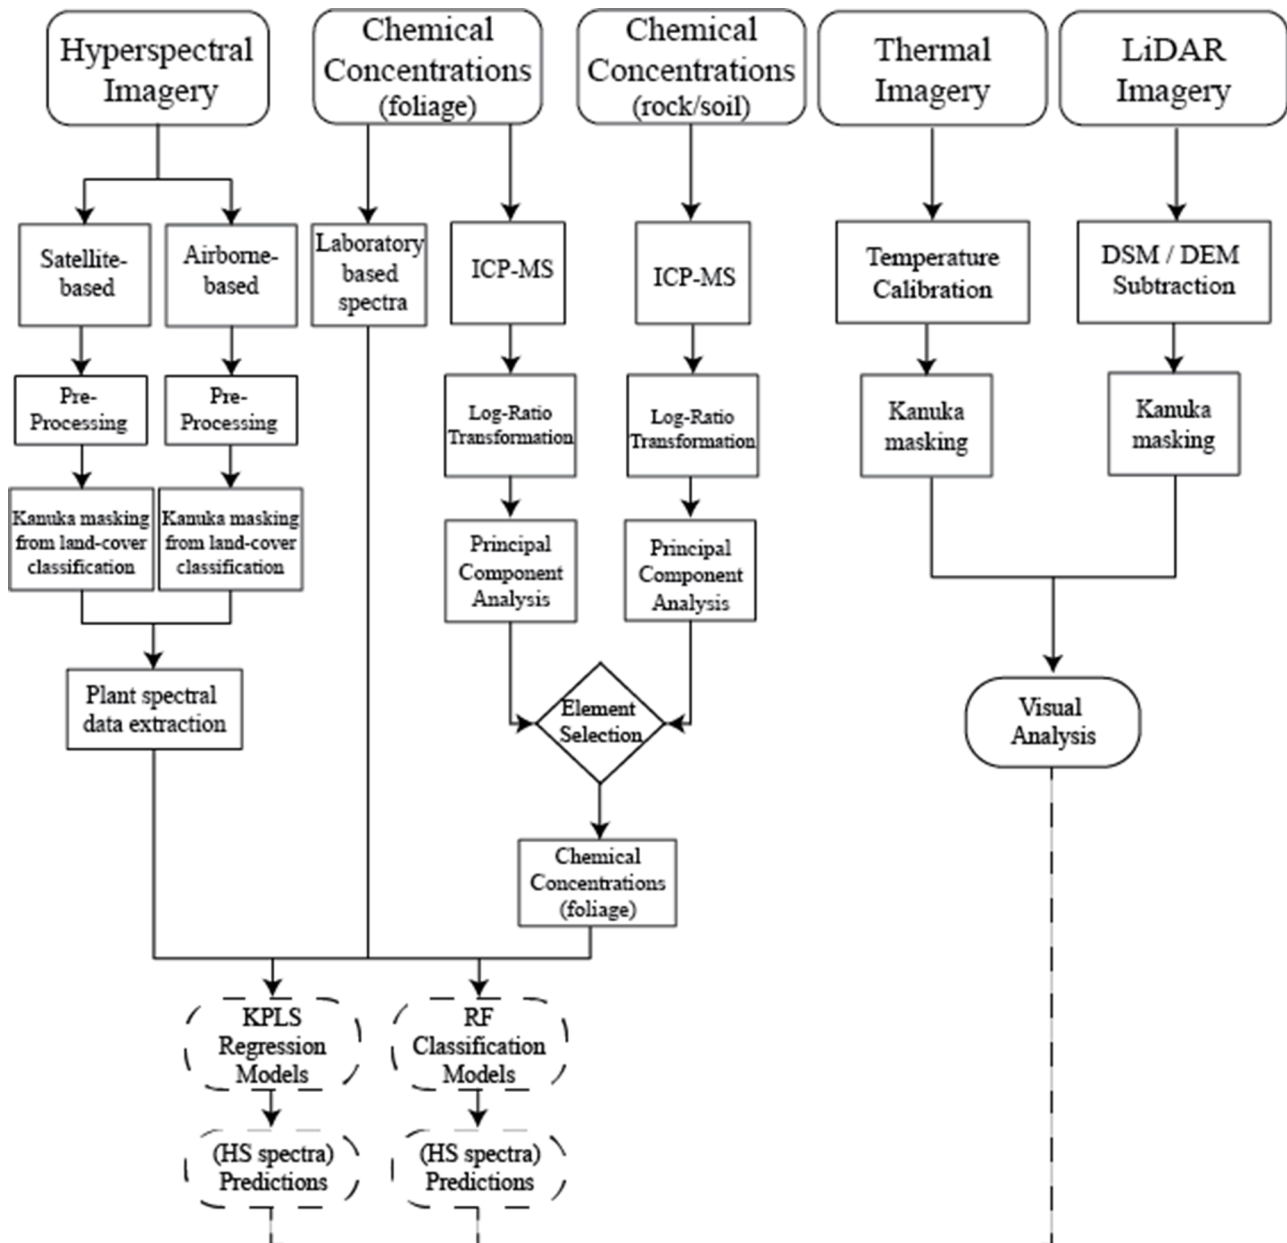 Hyperspectral
Imagery
Chemical
Concentrations
(foliage)
Chemical
Concentrations
(rock/soil)
Thermal
Imagery
LiDAR
Imagery
Satellite-
based
Airborne-
based
Laboratory
based
spectra
ICP-MS
ICP-MS
Temperature
Calibration
DSM / DEM
Subtraction
Pre-
Processing
Pre-
Processing
Log-Ratio
Transformation
Log-Ratio
Transformation
Kanuka
masking
Kanuka
masking
Kanuka masking
from land-cover
classification
Kanuka masking
from land-cover
classification
Principal
Component
Analysis
Principal
Component
Analysis
Plant spectral
data extraction
Element
Selection
Visual
Analysis
Chemical
Concentrations
(foliage)
KPLS
Regression
Models
RF
Classification
Models
(HS spectra)
Predictions
(HS spectra)
Predictions